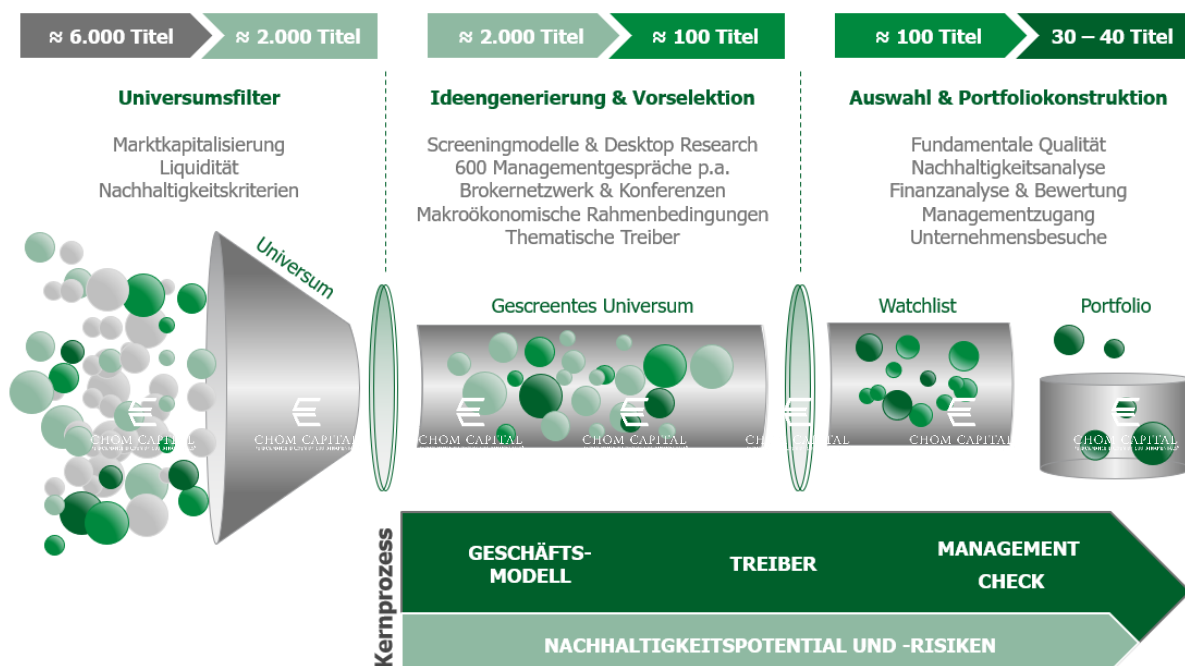 ≈ 6.000 Titel
≈ 2.000 Titel
≈ 2.000 Titel
≈ 100 Titel
≈ 100 Titel
30 – 40 Titel
Universumsfilter
Marktkapitalisierung
Liquidität
Nachhaltigkeitskriterien
Ideengenerierung & Vorselektion
Screeningmodelle & Desktop Research
600 Managementgespräche p.a.
Brokernetzwerk & Konferenzen
Makroökonomische Rahmenbedingungen
Thematische Treiber
Auswahl & Portfoliokonstruktion
Fundamentale Qualität
Nachhaltigkeitsanalyse
Finanzanalyse & Bewertung
Managementzugang
Unternehmensbesuche
Universum
Gescreentes Universum
Watchlist
Portfolio
CHOM CAPITAL
CHOM CAPITAL
CHOM CAPITAL
CHOM CAPITAL
CHOM CAPITAL
CHOM CAPITAL
CHOM CAPITAL
Kernprozess
GESCHÄFTS-
MODELL
TREIBER
MANAGEMENT
CHECK
NACHHALTIGKEITSPOTENTIAL UND -RISIKEN